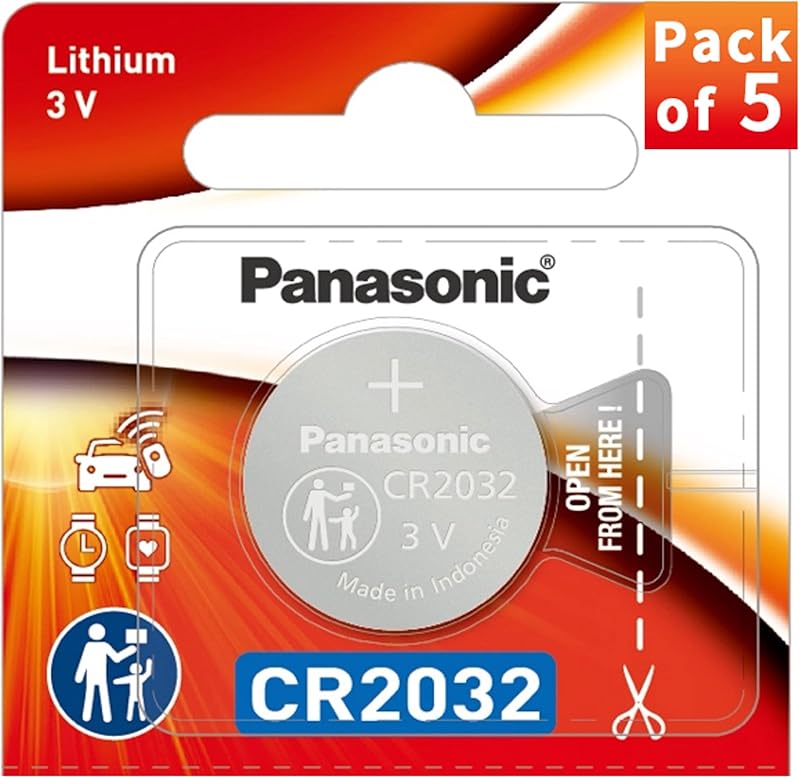 Lithium
3 V
Pack
of 5
Panasonic®
+
Panasonic
CR2032
3 V
Made in Indonesia
OPEN
FROM HERE !
CR2032